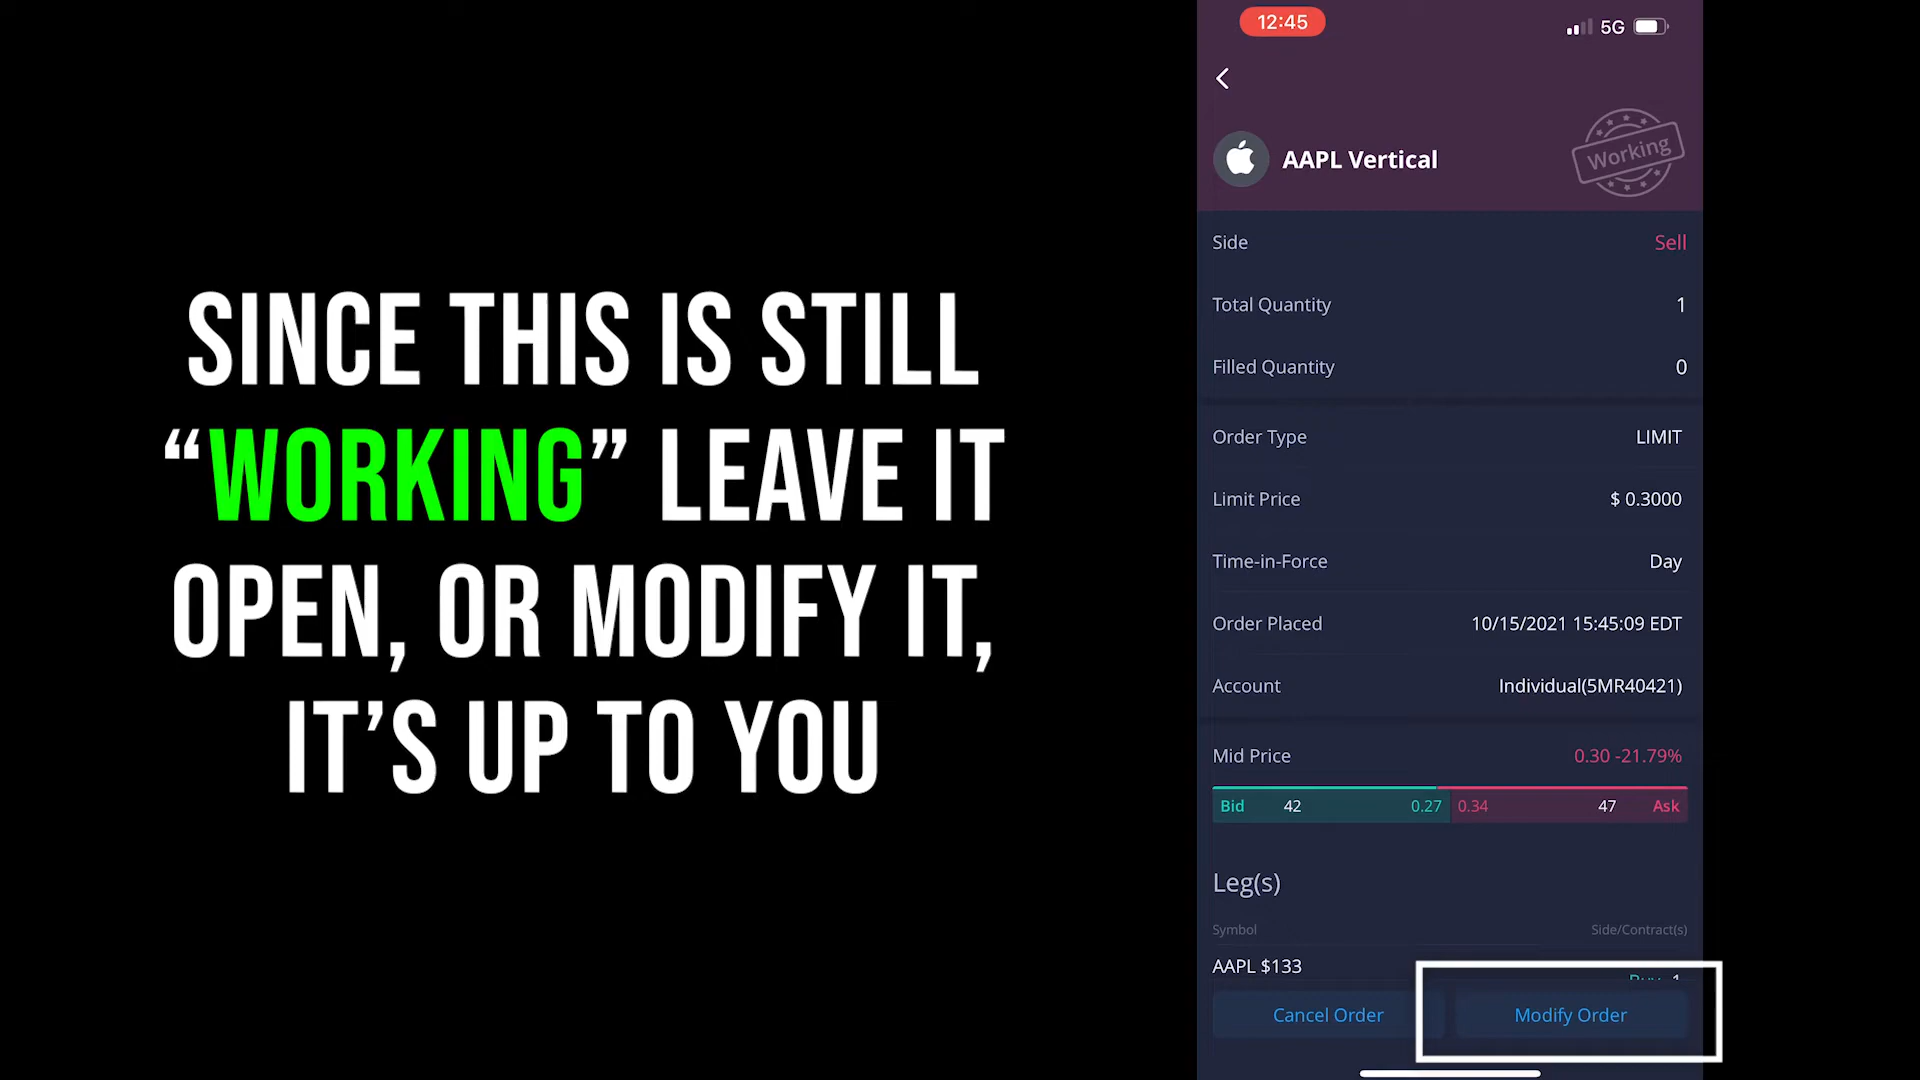 SINCE THIS IS STILL
“WORKING” LEAVE IT
OPEN, OR MODIFY IT,
IT’S UP TO YOU
12:45
5G
AAPL Vertical
Working
Side Sell
Total Quantity 1
Filled Quantity 0
Order Type LIMIT
Limit Price $ 0.3000
Time-in-Force Day
Order Placed 10/15/2021 15:45:09 EDT
Account Individual(5MR40421)
Mid Price 0.30 -21.79%
Bid 42 0.27 0.34 47 Ask
Leg(s)
Symbol Side/Contract(s)
AAPL $133
Cancel Order Modify Order